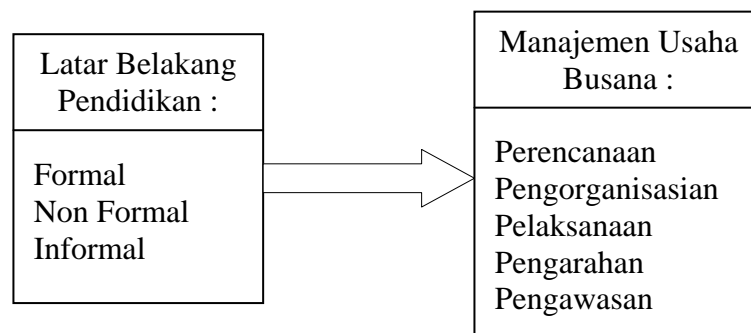 Latar Belakang
Pendidikan :
Formal
Non Formal
Informal
Manajemen Usaha
Busana :
Perencanaan
Pengorganisasian
Pelaksanaan
Pengarahan
Pengawasan